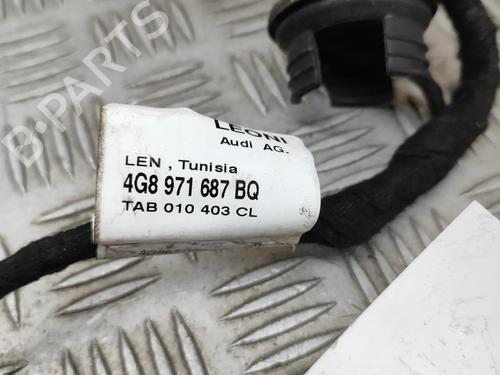 LEONI
Audi AG.
LEN , Tunisia
4G8 971 687 BQ
TAB 010 403 CL
B-PARTS